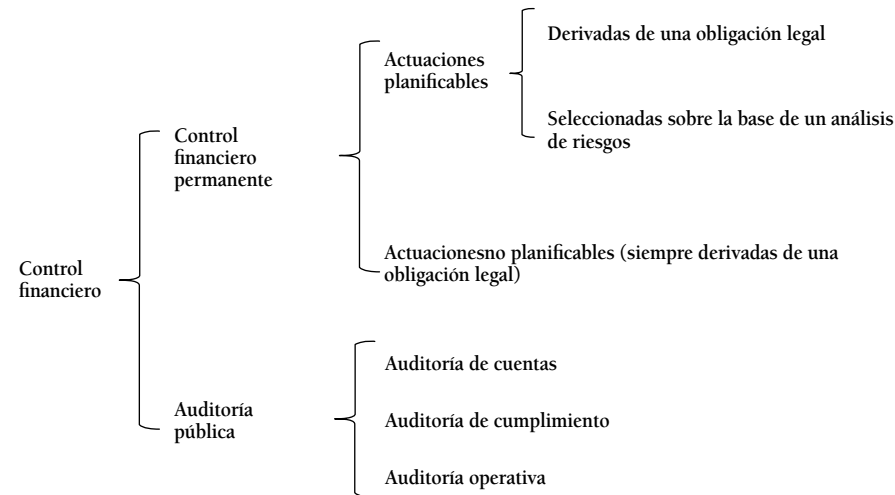 Control
financiero
Control
financiero
permanente
Actuaciones
planificables
Derivadas de una obligación legal
Seleccionadas sobre la base de un análisis
de riesgos
Actuacionesno planificables (siempre derivadas de una
obligación legal)
Auditoría
pública
Auditoría de cuentas
Auditoría de cumplimiento
Auditoría operativa